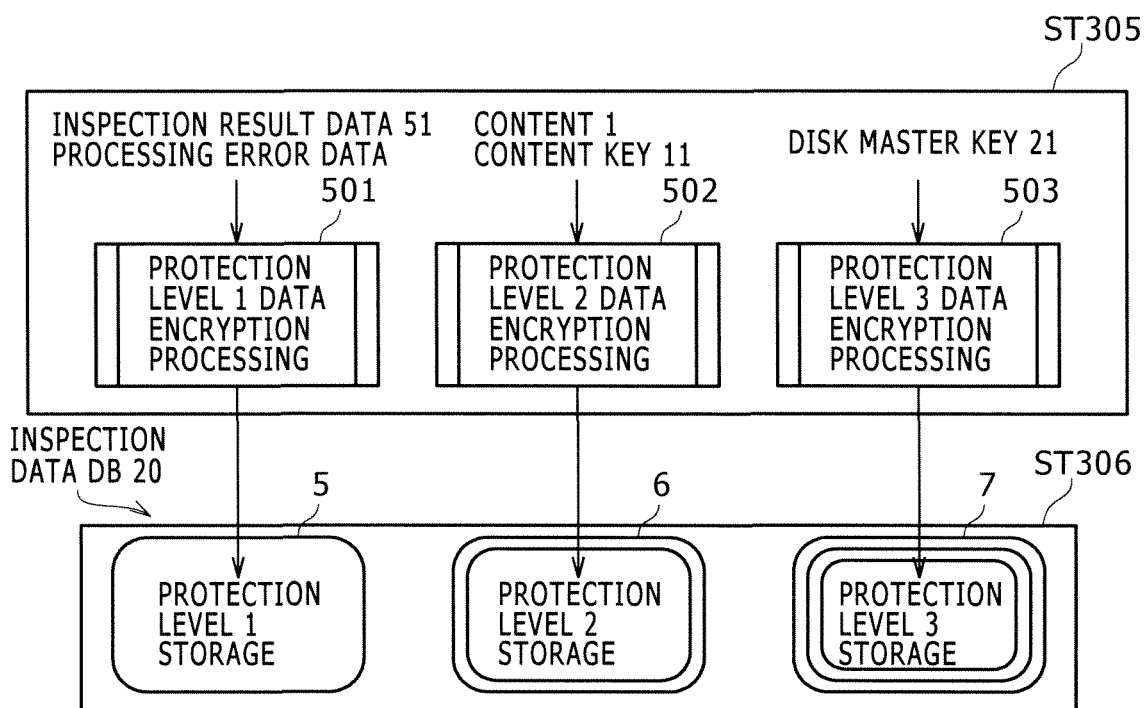 ST305
INSPECTION RESULT DATA 51
PROCESSING ERROR DATA
CONTENT 1
CONTENT KEY 11
DISK MASTER KEY 21
501
502
503
PROTECTION
LEVEL 1 DATA
ENCRYPTION
PROCESSING
PROTECTION
LEVEL 2 DATA
ENCRYPTION
PROCESSING
PROTECTION
LEVEL 3 DATA
ENCRYPTION
PROCESSING
INSPECTION
DATA DB 20
ST306
5
6
7
PROTECTION
LEVEL 1
STORAGE
PROTECTION
LEVEL 2
STORAGE
PROTECTION
LEVEL 3
STORAGE